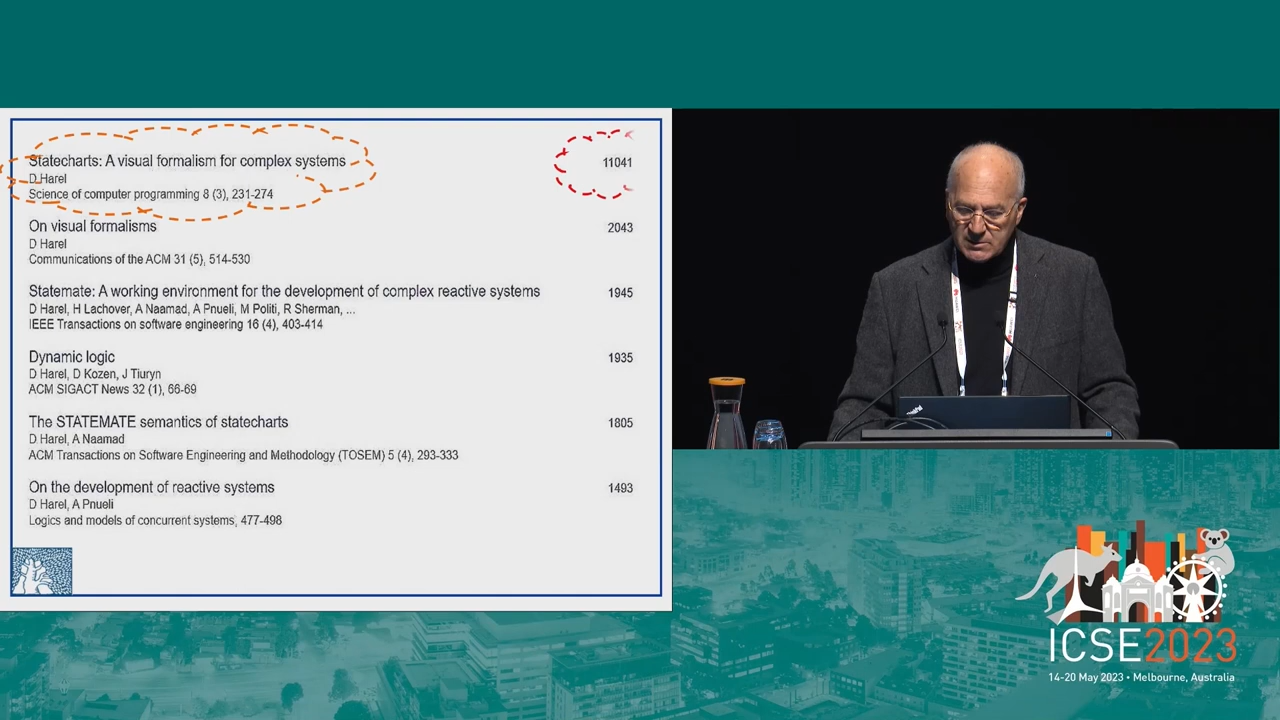 Statecharts: A visual formalism for complex systems
11041
D Harel
Science of computer programming 8 (3), 231-274
On visual formalisms
2043
D Harel
Communications of the ACM 31 (5), 514-530
Statemate: A working environment for the development of complex reactive systems
1945
D Harel, H Lachover, A Naamad, A Pnueli, M Politi, R Sherman, ...
IEEE Transactions on software engineering 16 (4), 403-414
Dynamic logic
1935
D Harel, D Kozen, J Tiuryn
ACM SIGACT News 32 (1), 66-69
The STATEMATE semantics of statecharts
1805
D Harel, A Naamad
ACM Transactions on Software Engineering and Methodology (TOSEM) 5 (4), 293-333
On the development of reactive systems
1493
D Harel, A Pnueli
Logics and models of concurrent systems, 477-498
ICSE2023
14-20 May 2023 • Melbourne, Australia